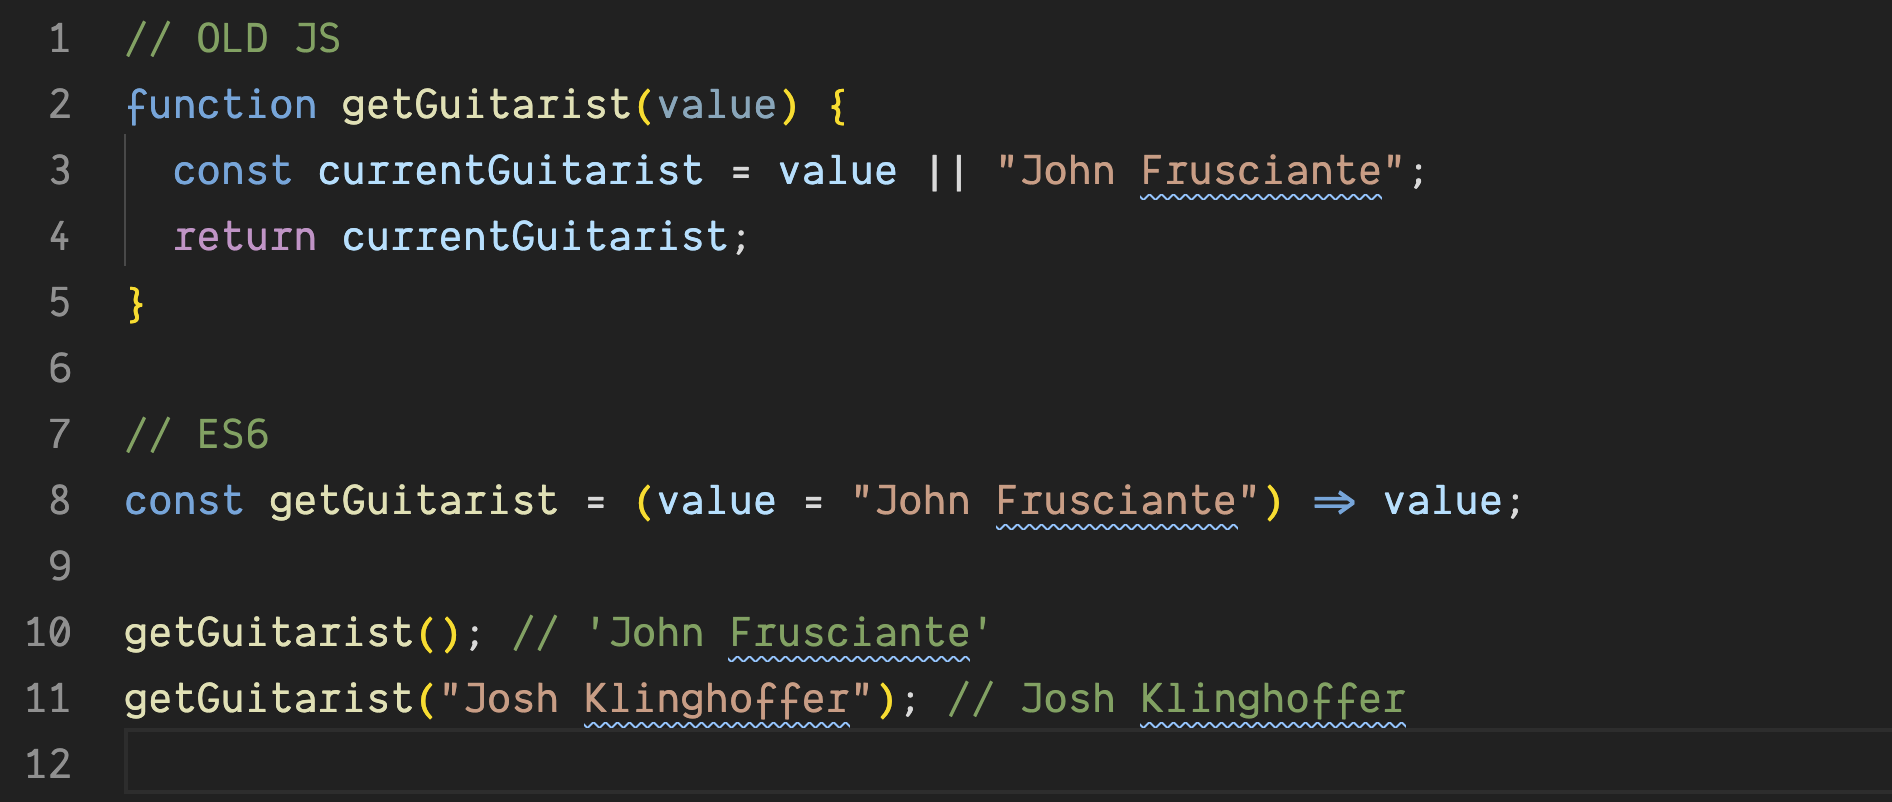 1 // OLD JS
2 function getGuitarist(value) {
3   const currentGuitarist = value || "John Frusciante";
4   return currentGuitarist;
5 }
6
7 // ES6
8 const getGuitarist = (value = "John Frusciante") => value;
9
10 getGuitarist(); // 'John Frusciante'
11 getGuitarist("Josh Klinghoffer"); // Josh Klinghoffer
12